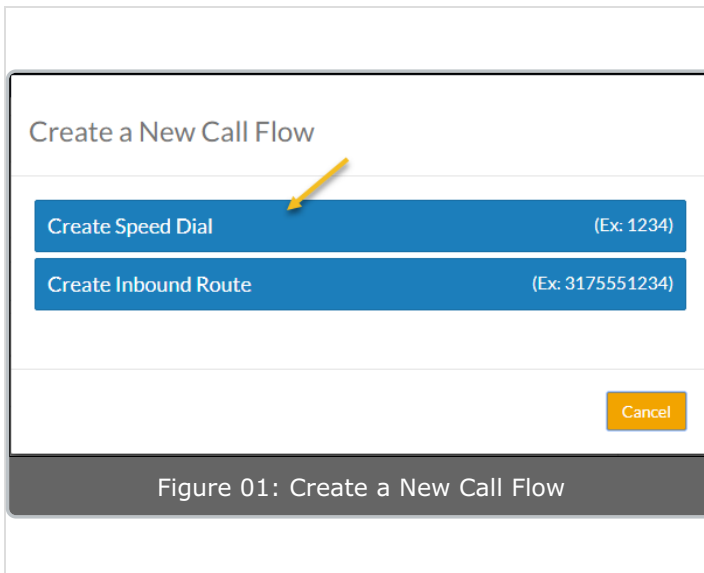 Create a New Call Flow
Create Speed Dial (Ex: 1234)
Create Inbound Route (Ex: 3175551234)
Cancel
Figure 01: Create a New Call Flow